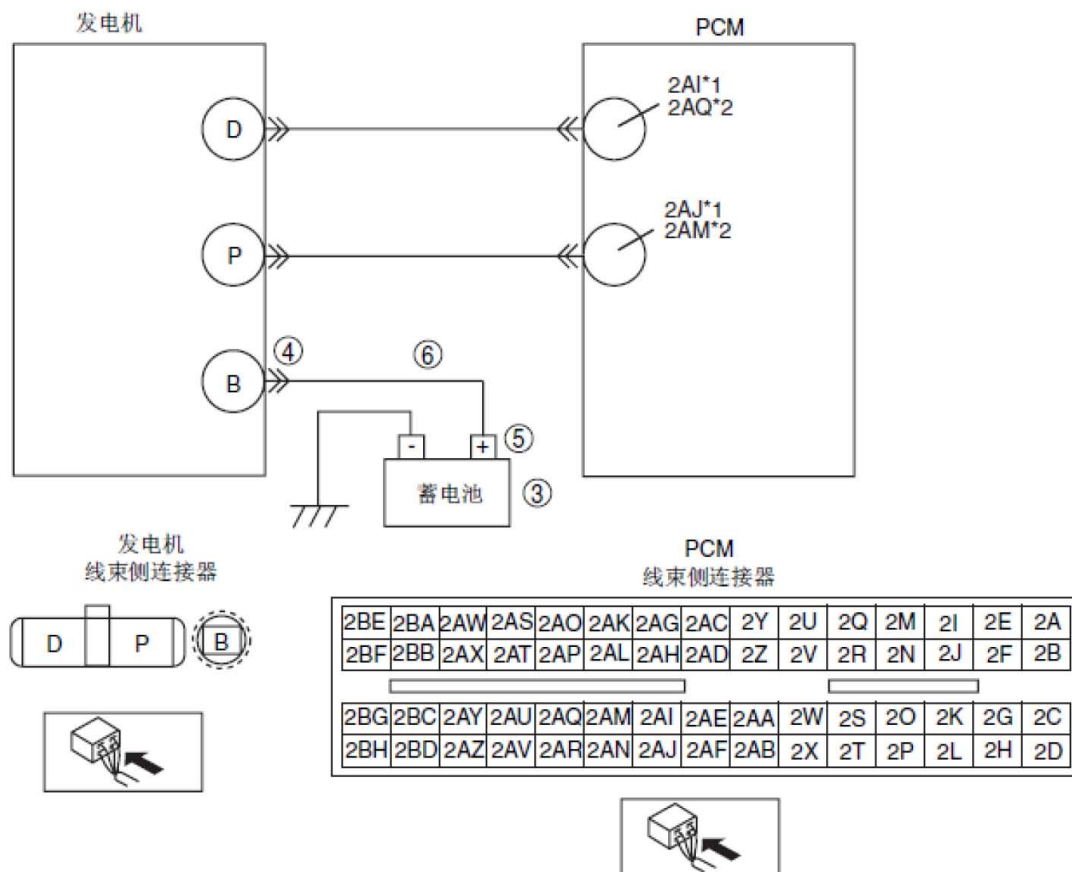 发电机
PCM
2AI*1
2AQ*2
D
2AJ*1
2AM*2
P
④
⑥
B
- +
⑤
蓄电池
③
发电机
线束侧连接器
PCM
线束侧连接器
D P B
2BE 2BA 2AW 2AS 2AO 2AK 2AG 2AC 2Y 2U 2Q 2M 2I 2E 2A
2BF 2BB 2AX 2AT 2AP 2AL 2AH 2AD 2Z 2V 2R 2N 2J 2F 2B
2BG 2BC 2AY 2AU 2AQ 2AM 2AI 2AE 2AA 2W 2S 2O 2K 2G 2C
2BH 2BD 2AZ 2AV 2AR 2AN 2AJ 2AF 2AB 2X 2T 2P 2L 2H 2D